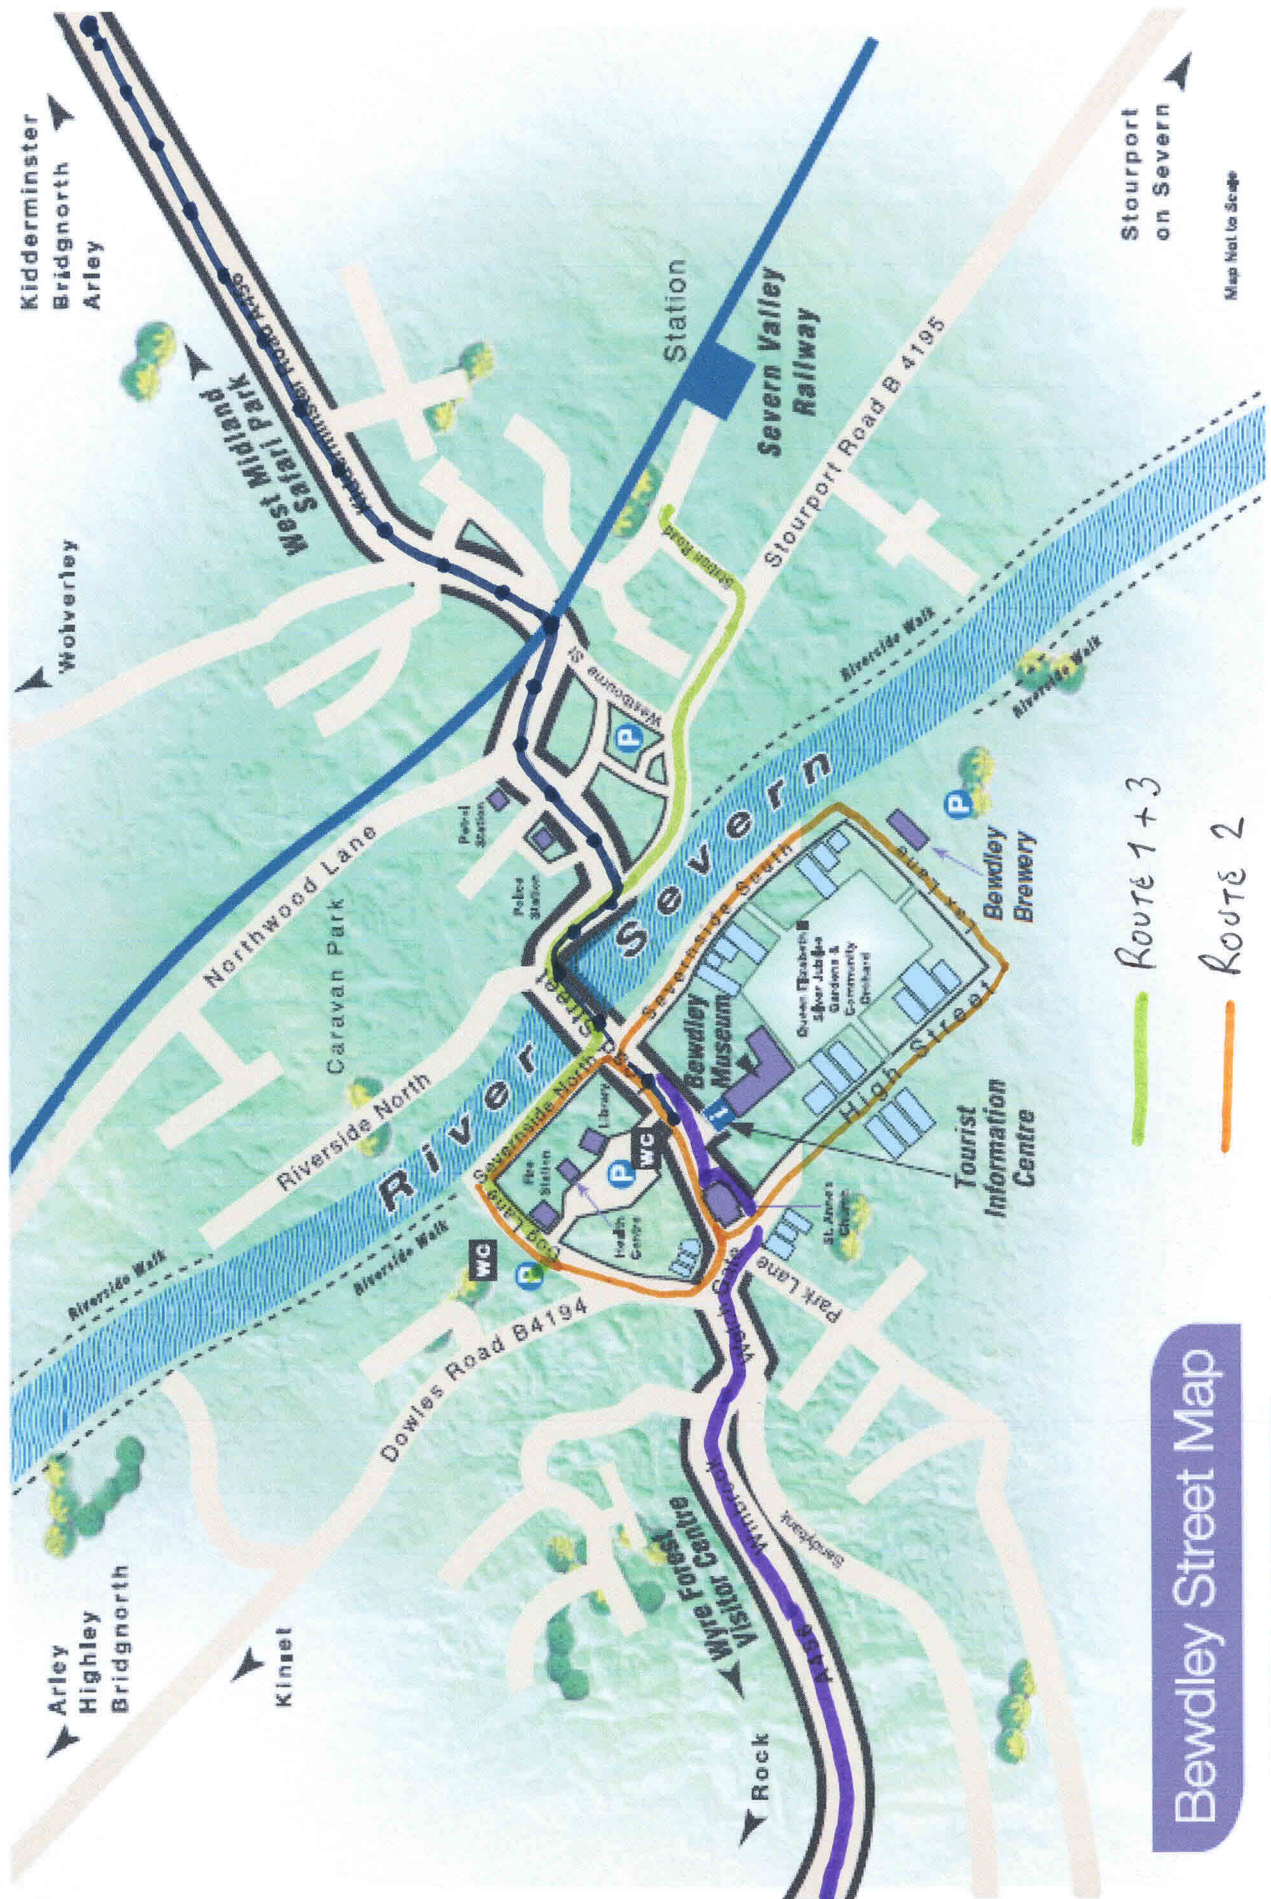 Kidderminster
Bridgnorth
Arley
West Midland
Safari Park
Kidderminster Road A456
Wolverley
Station
Severn Valley
Railway
Stourport
on Severn
Map Not to Scale
Stourport Road B 4195
Station Road
Westbourne St
P
Petrol
Station
Police
Station
Northwood Lane
Caravan Park
Riverside North
Riverside Walk
Riverside Walk
Riverside Walk
Riverside Walk
River
Severn
Severnside North
Severnside South
Street
Library
Fire
Station
Health
Centre
P
WC
WC
P
Dog Lane
Dowles Road B4194
Bewdley
Museum
i
Queen Elizabeth II
Silver Jubilee
Gardens &
Community
Orchard
Lax Lane
High Street
P
Bewdley
Brewery
Tourist
Information
Centre
St. Anne's
Church
Park Lane
Welch Gate
Winbrook
Sandybank
A456
Wyre Forest
Visitor Centre
Rock
Arley
Highley
Bridgnorth
Kinlet
ROUTE 1 + 3
ROUTE 2
Bewdley Street Map